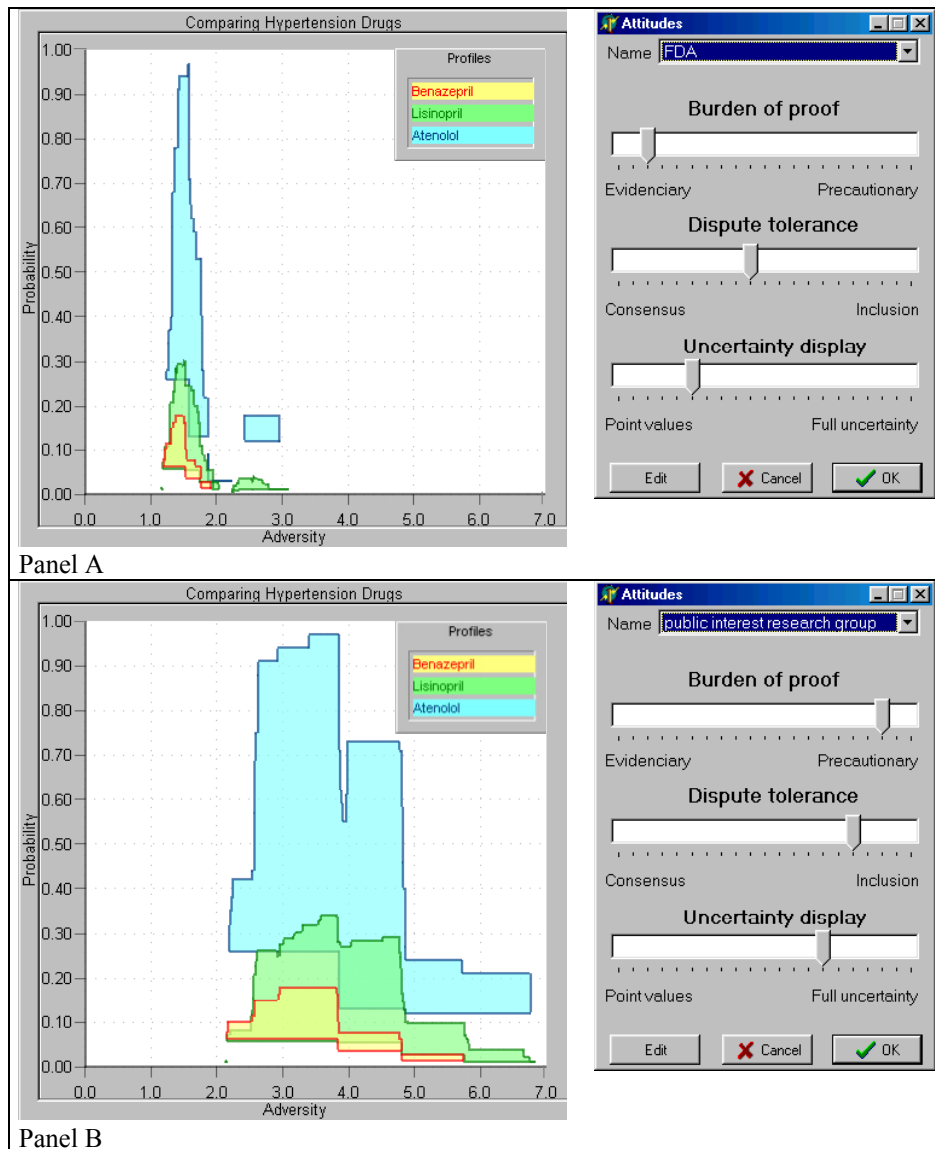 Comparing Hypertension Drugs
1.00
0.90
0.80
0.70
0.60
0.50
0.40
0.30
0.20
0.10
0.00
Probability
0.0 1.0 2.0 3.0 4.0 5.0 6.0 7.0
Adversity
Profiles
Benazepril
Lisinopril
Atenolol
Attitudes
Name FDA
Burden of proof
Evidenciary Precautionary
Dispute tolerance
Consensus Inclusion
Uncertainty display
Point values Full uncertainty
Edit Cancel OK
Panel A
Comparing Hypertension Drugs
1.00
0.90
0.80
0.70
0.60
0.50
0.40
0.30
0.20
0.10
0.00
Probability
0.0 1.0 2.0 3.0 4.0 5.0 6.0 7.0
Adversity
Profiles
Benazepril
Lisinopril
Atenolol
Attitudes
Name public interest research group
Burden of proof
Evidenciary Precautionary
Dispute tolerance
Consensus Inclusion
Uncertainty display
Point values Full uncertainty
Edit Cancel OK
Panel B